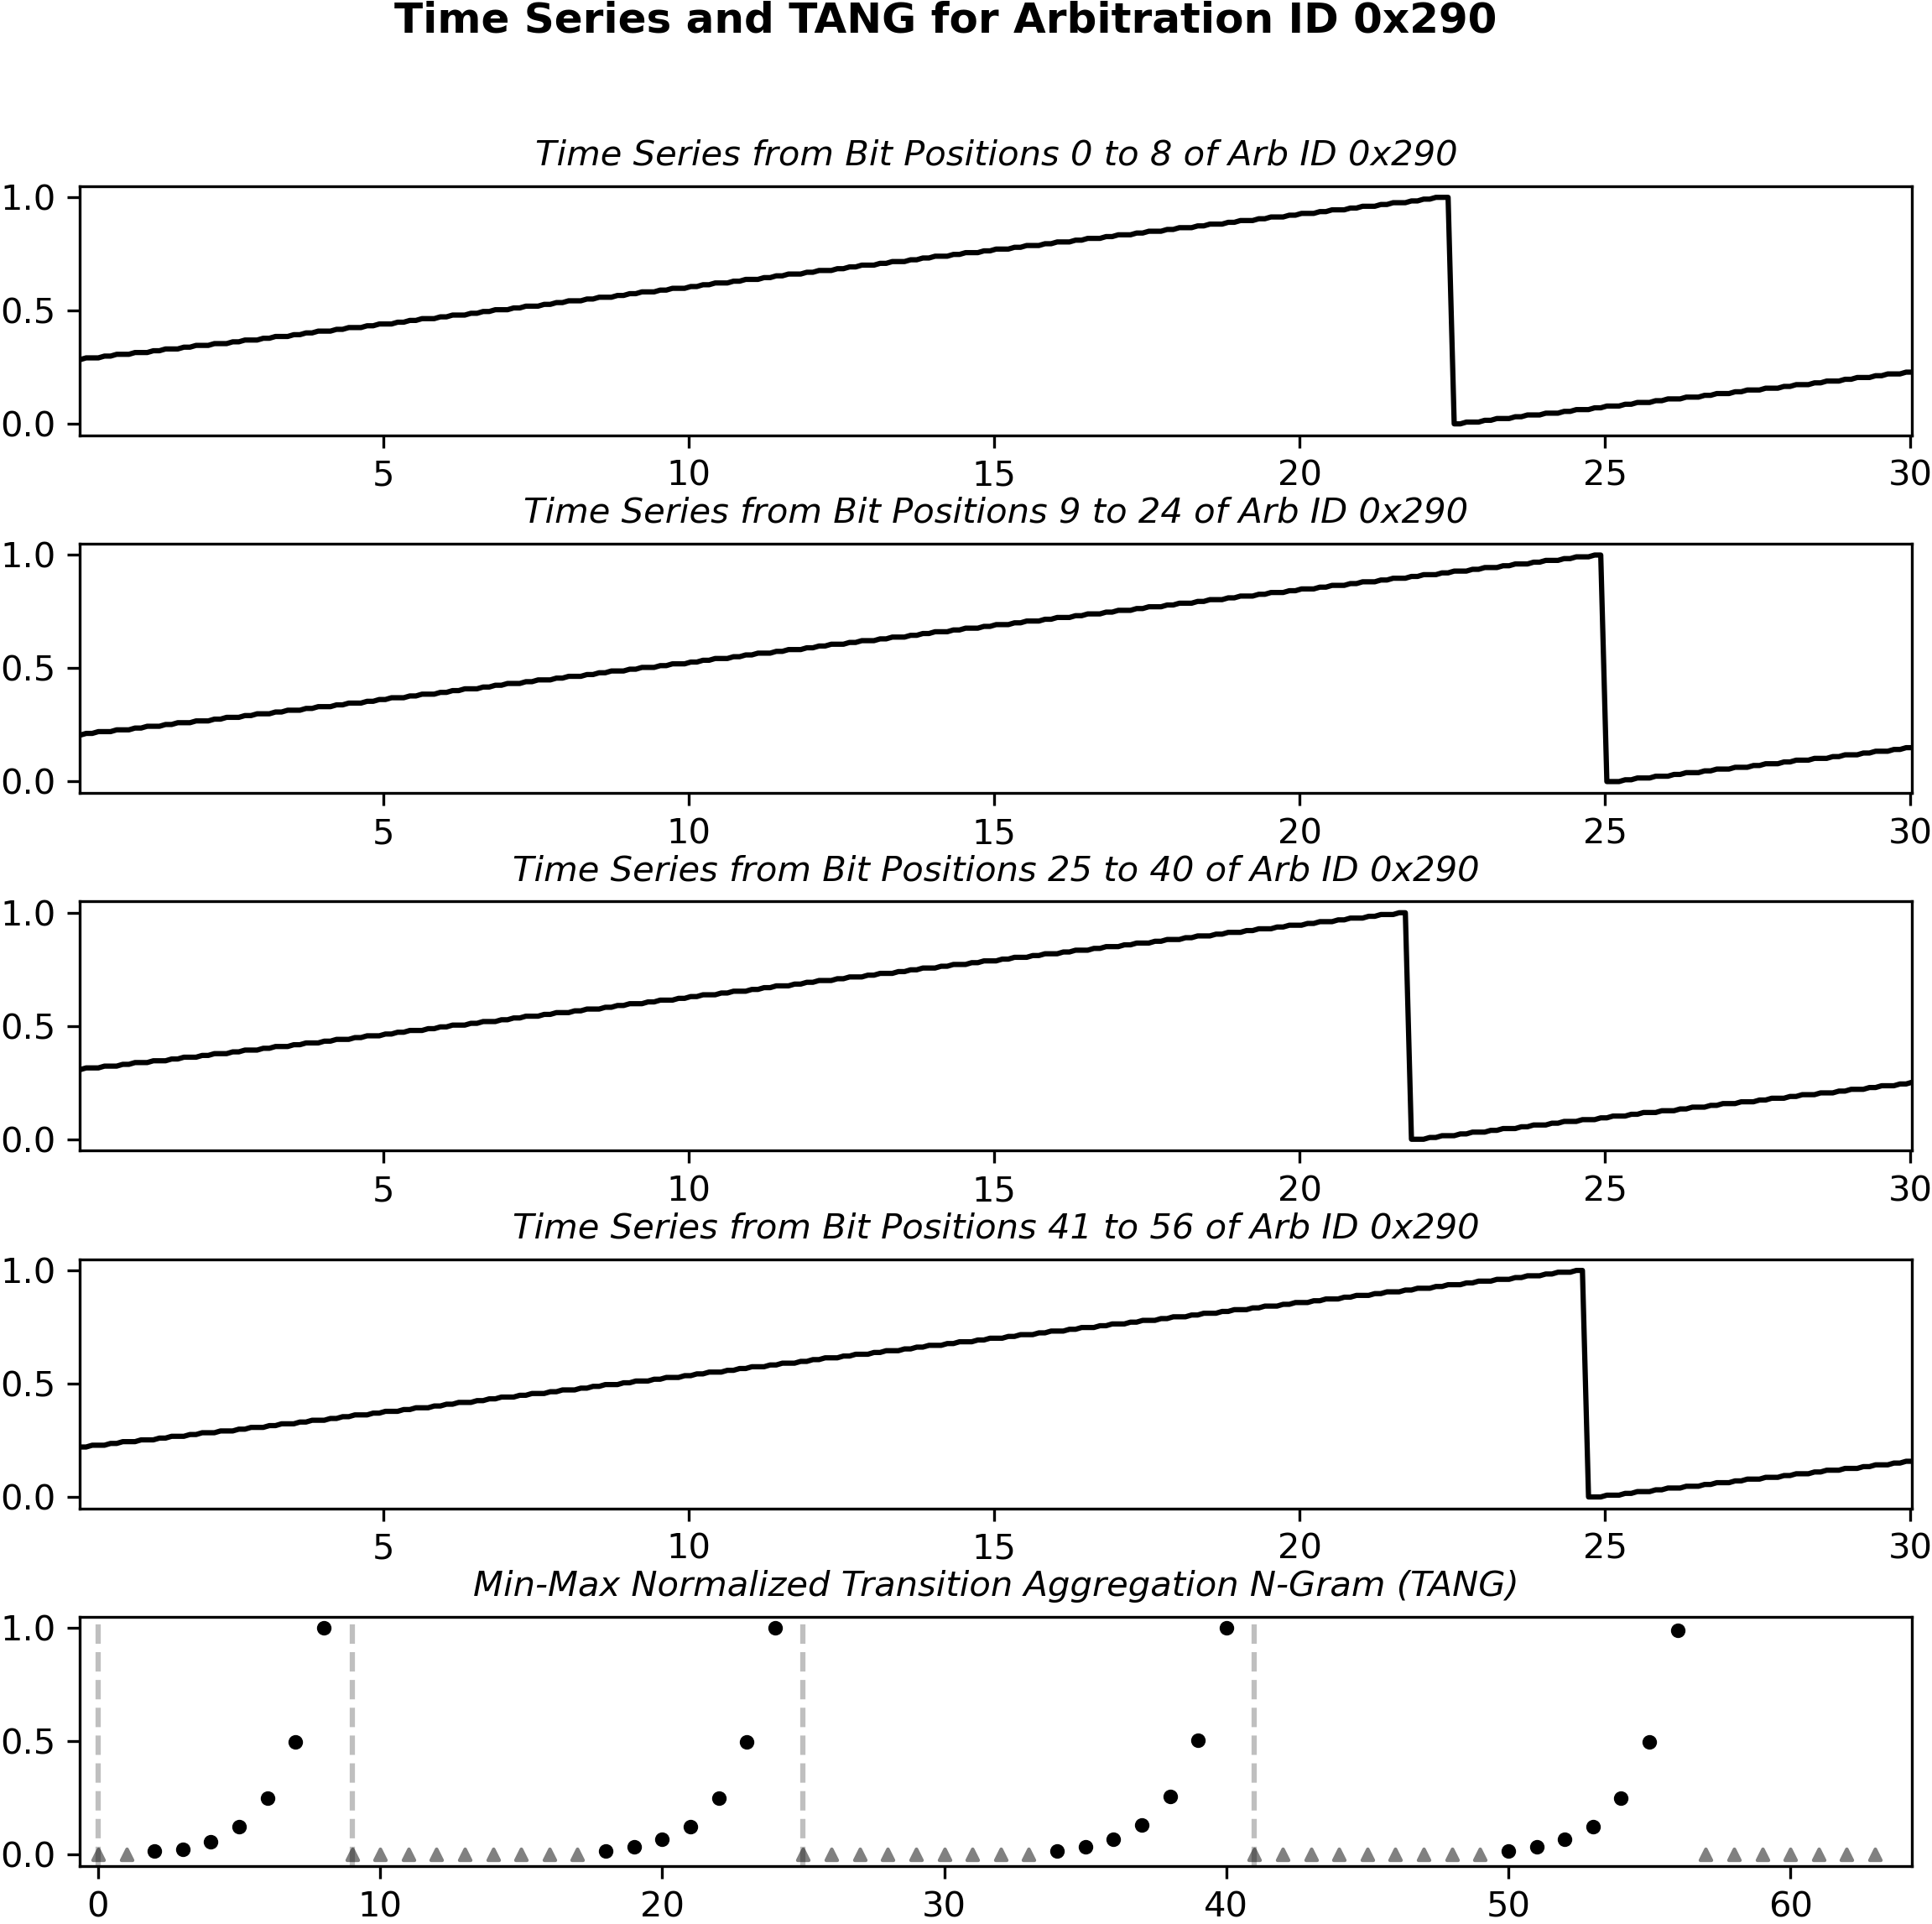 Time Series and TANG for Arbitration ID 0x290
Time Series from Bit Positions 0 to 8 of Arb ID 0x290
1.0
0.5
0.0
5 10 15 20 25 30
Time Series from Bit Positions 9 to 24 of Arb ID 0x290
1.0
0.5
0.0
5 10 15 20 25 30
Time Series from Bit Positions 25 to 40 of Arb ID 0x290
1.0
0.5
0.0
5 10 15 20 25 30
Time Series from Bit Positions 41 to 56 of Arb ID 0x290
1.0
0.5
0.0
5 10 15 20 25 30
Min-Max Normalized Transition Aggregation N-Gram (TANG)
1.0
0.5
0.0
0 10 20 30 40 50 60